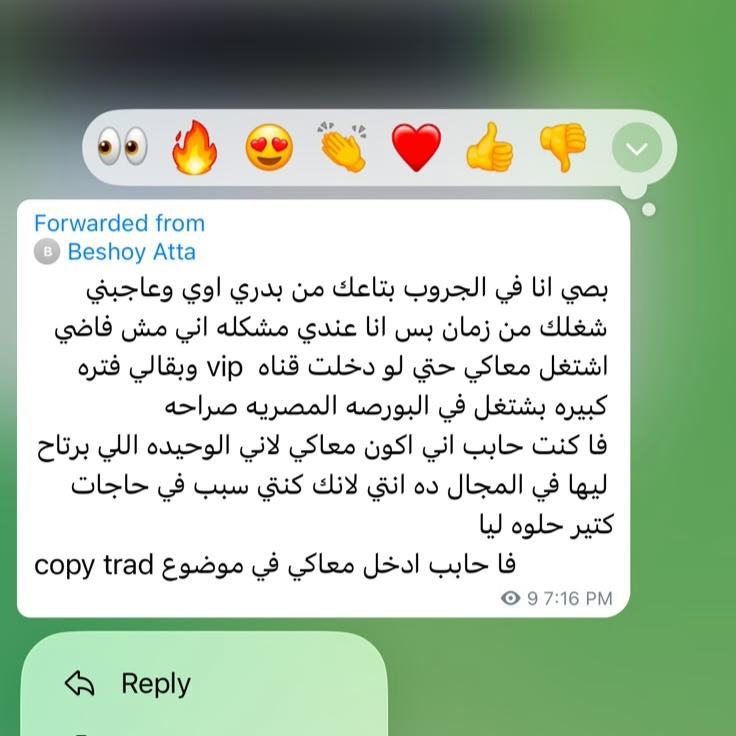 Forwarded from
B Beshoy Atta
بصي انا في الجروب بتاعك من بدري اوي وعاجبني
شغلك من زمان بس انا عندي مشكله اني مش فاضي
اشتغل معاكي حتي لو دخلت قناه vip وبقالي فتره
كبيره بشتغل في البورصه المصريه صراحه
فا كنت حابب اني اكون معاكي لاني الوحيده اللي برتاح
ليها في المجال ده انتي لانك كنتي سبب في حاجات
كتير حلوه ليا
فا حابب ادخل معاكي في موضوع copy trad
9 7:16 PM
Reply